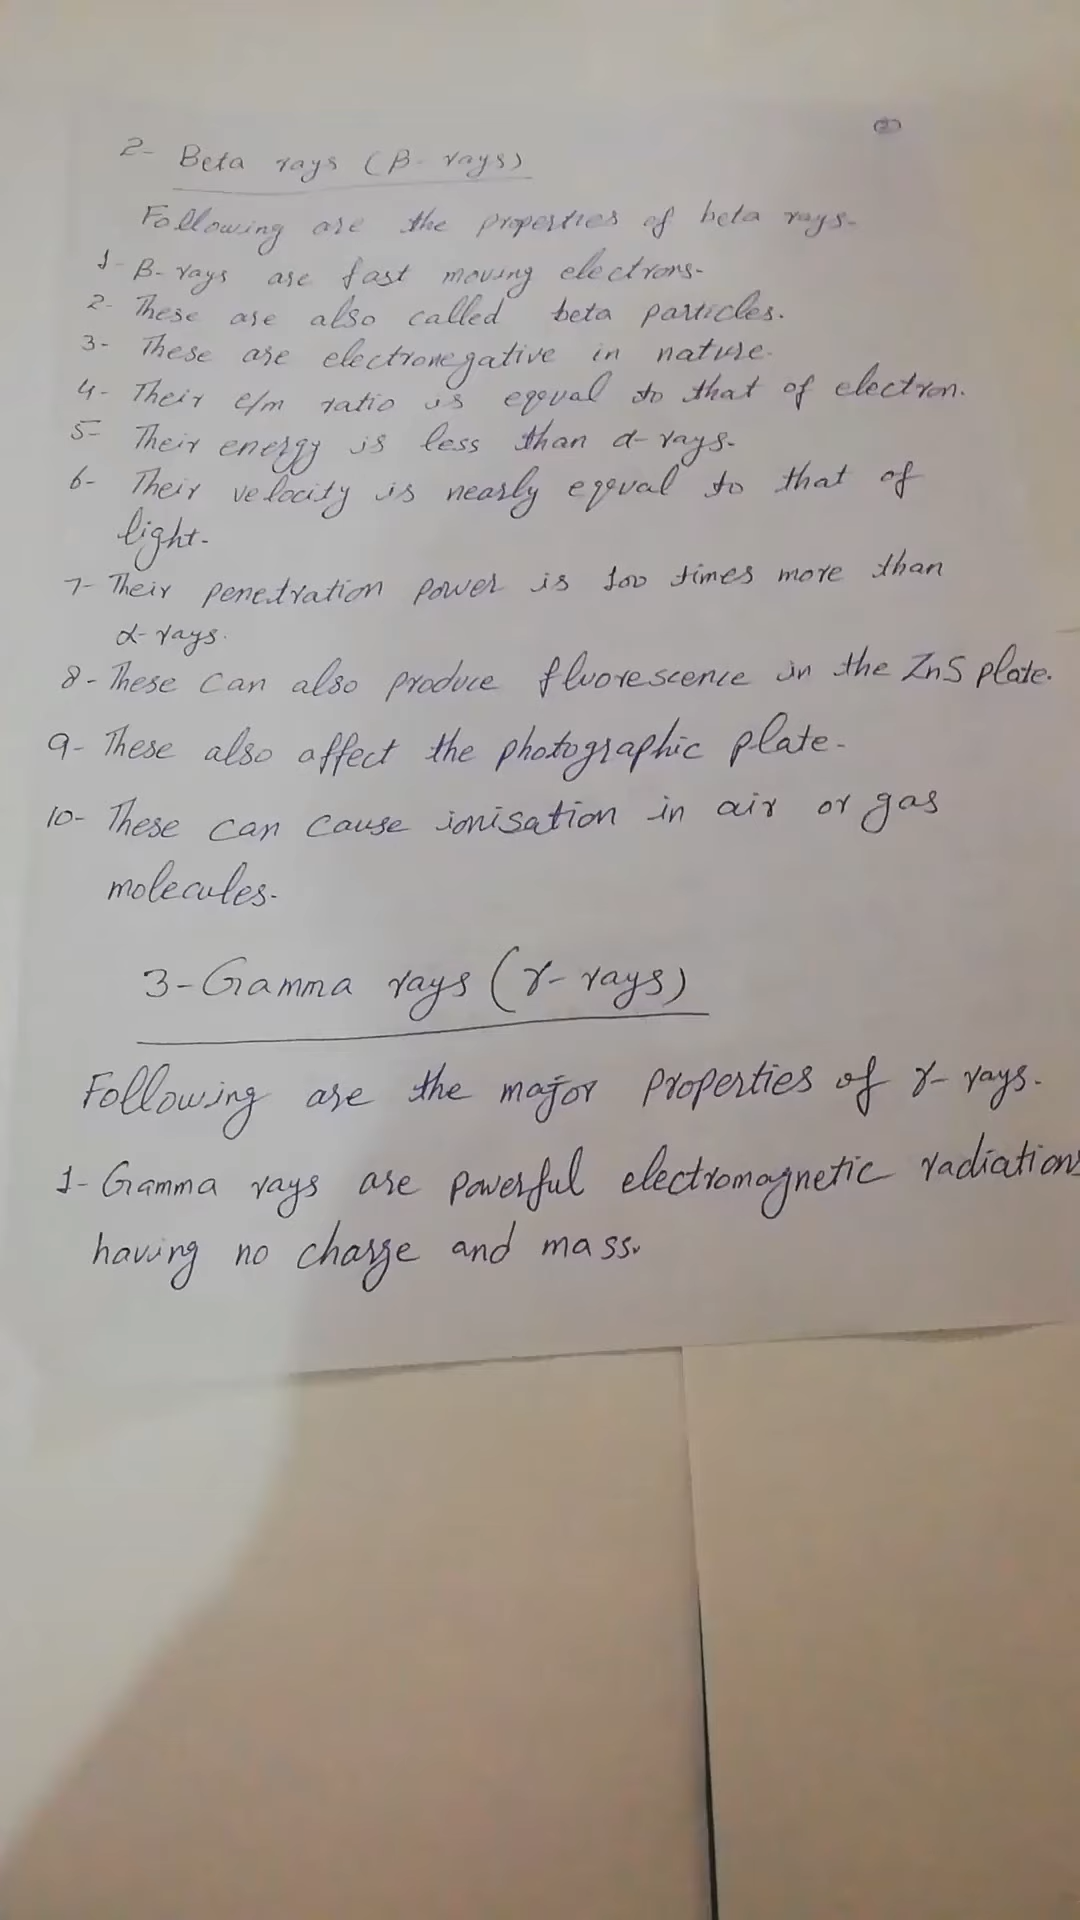 2- Beta rays (β-rays)
Following are the properties of beta rays-
1- β-rays are fast moving electrons-
2- These are also called beta particles.
3- These are electronegative in nature-
4- Their e/m ratio is equal to that of electron.
5- Their energy is less than α-rays-
6- Their velocity is nearly equal to that of
light-
7- Their penetration power is 100 times more than
α-rays.
8- These can also produce fluorescence in the ZnS plate.
9- These also affect the photographic plate-
10- These can cause ionisation in air or gas
molecules-
3-Gamma rays (γ-rays)
Following are the major properties of γ-rays-
1- Gamma rays are powerful electromagnetic radiations
having no charge and mass.